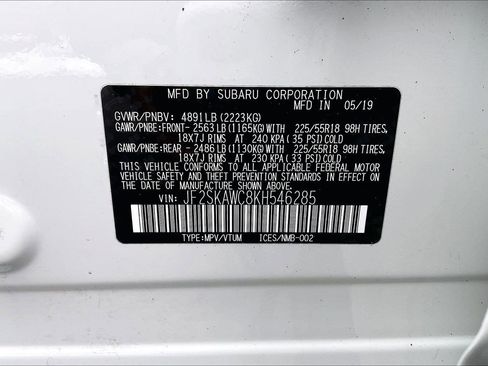 MFD BY SUBARU CORPORATION
MFD IN 05/19
GVWR/PNBV: 4891LB(2223KG)
GAWR/PNBE:FRONT- 2563LB(1165KG)WITH 225/55R18 98H TIRES,
18X7J RIMS AT 240 KPA( 35 PSI)COLD
GAWR/PNBE:REAR - 2486LB(1130KG)WITH 225/55R18 98H TIRES,
18X7J RIMS AT 230 KPA( 33 PSI)COLD
THIS VEHICLE CONFORMS TO ALL APPLICABLE FEDERAL MOTOR
VEHICLE SAFETY AND THEFT PREVENTION STANDARDS IN
EFFECT ON THE DATE OF MANUFACTURE SHOWN ABOVE.
VIN: JF2SKAWC8KH546285
TYPE:MPV/VTUM ICES/NMB-002